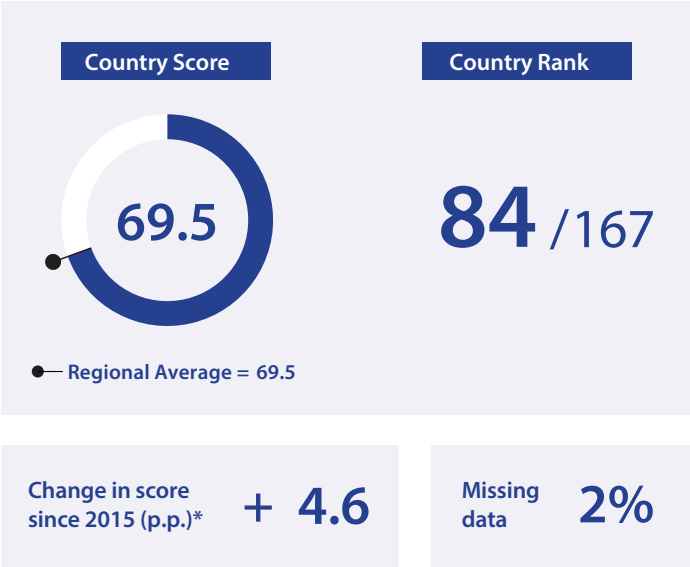 Country Score
Country Rank
69.5
84 /167
Regional Average = 69.5
Change in score
since 2015 (p.p.)*
+ 4.6
Missing
data
2%